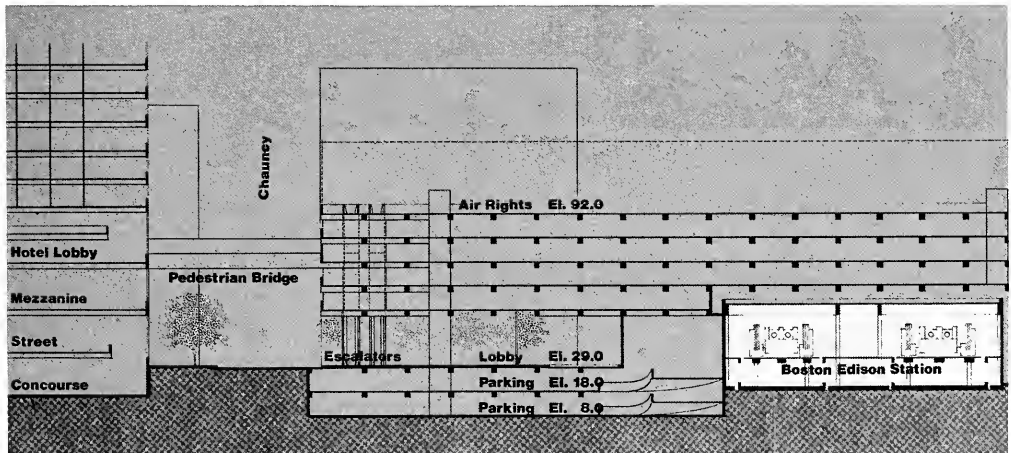 Chauncy
Air Rights El. 92.0
Hotel Lobby
Pedestrian Bridge
Mezzanine
Street
Escalators Lobby El. 29.0
Boston Edison Station
Concourse
Parking El. 18.0
Parking El. 8.0